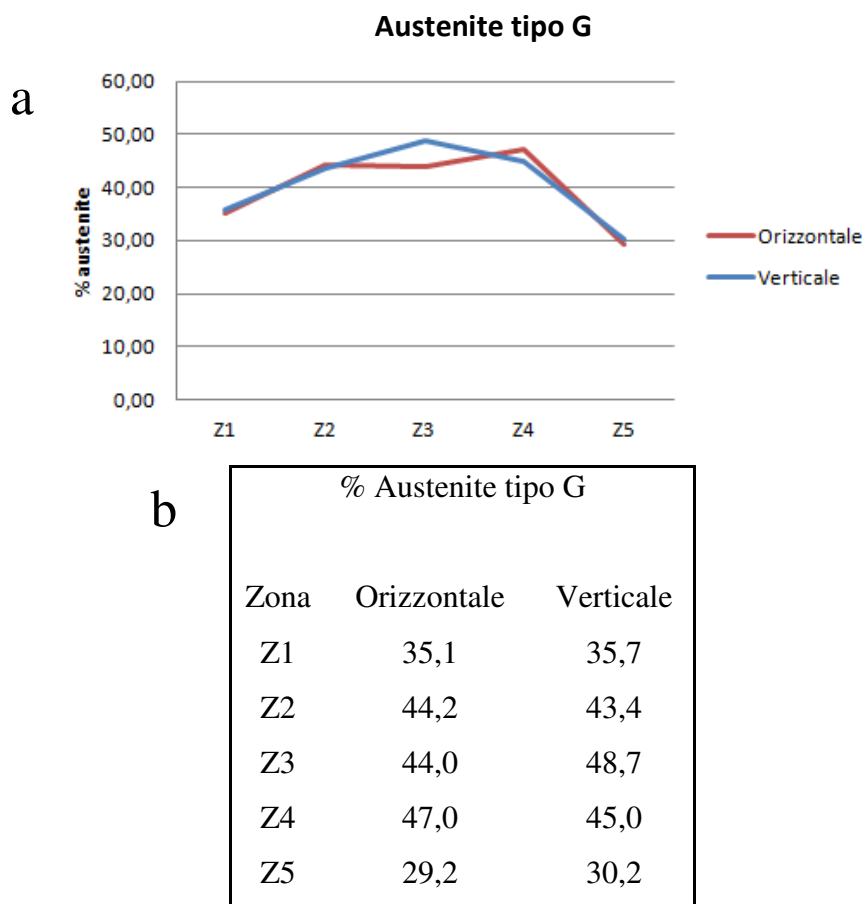 Austenite tipo G
a
60,00
50,00
40,00
30,00
20,00
10,00
0,00
% austenite
Z1 Z2 Z3 Z4 Z5
Orizzontale
Verticale
b
% Austenite tipo G
Zona Orizzontale Verticale
Z1 35,1 35,7
Z2 44,2 43,4
Z3 44,0 48,7
Z4 47,0 45,0
Z5 29,2 30,2